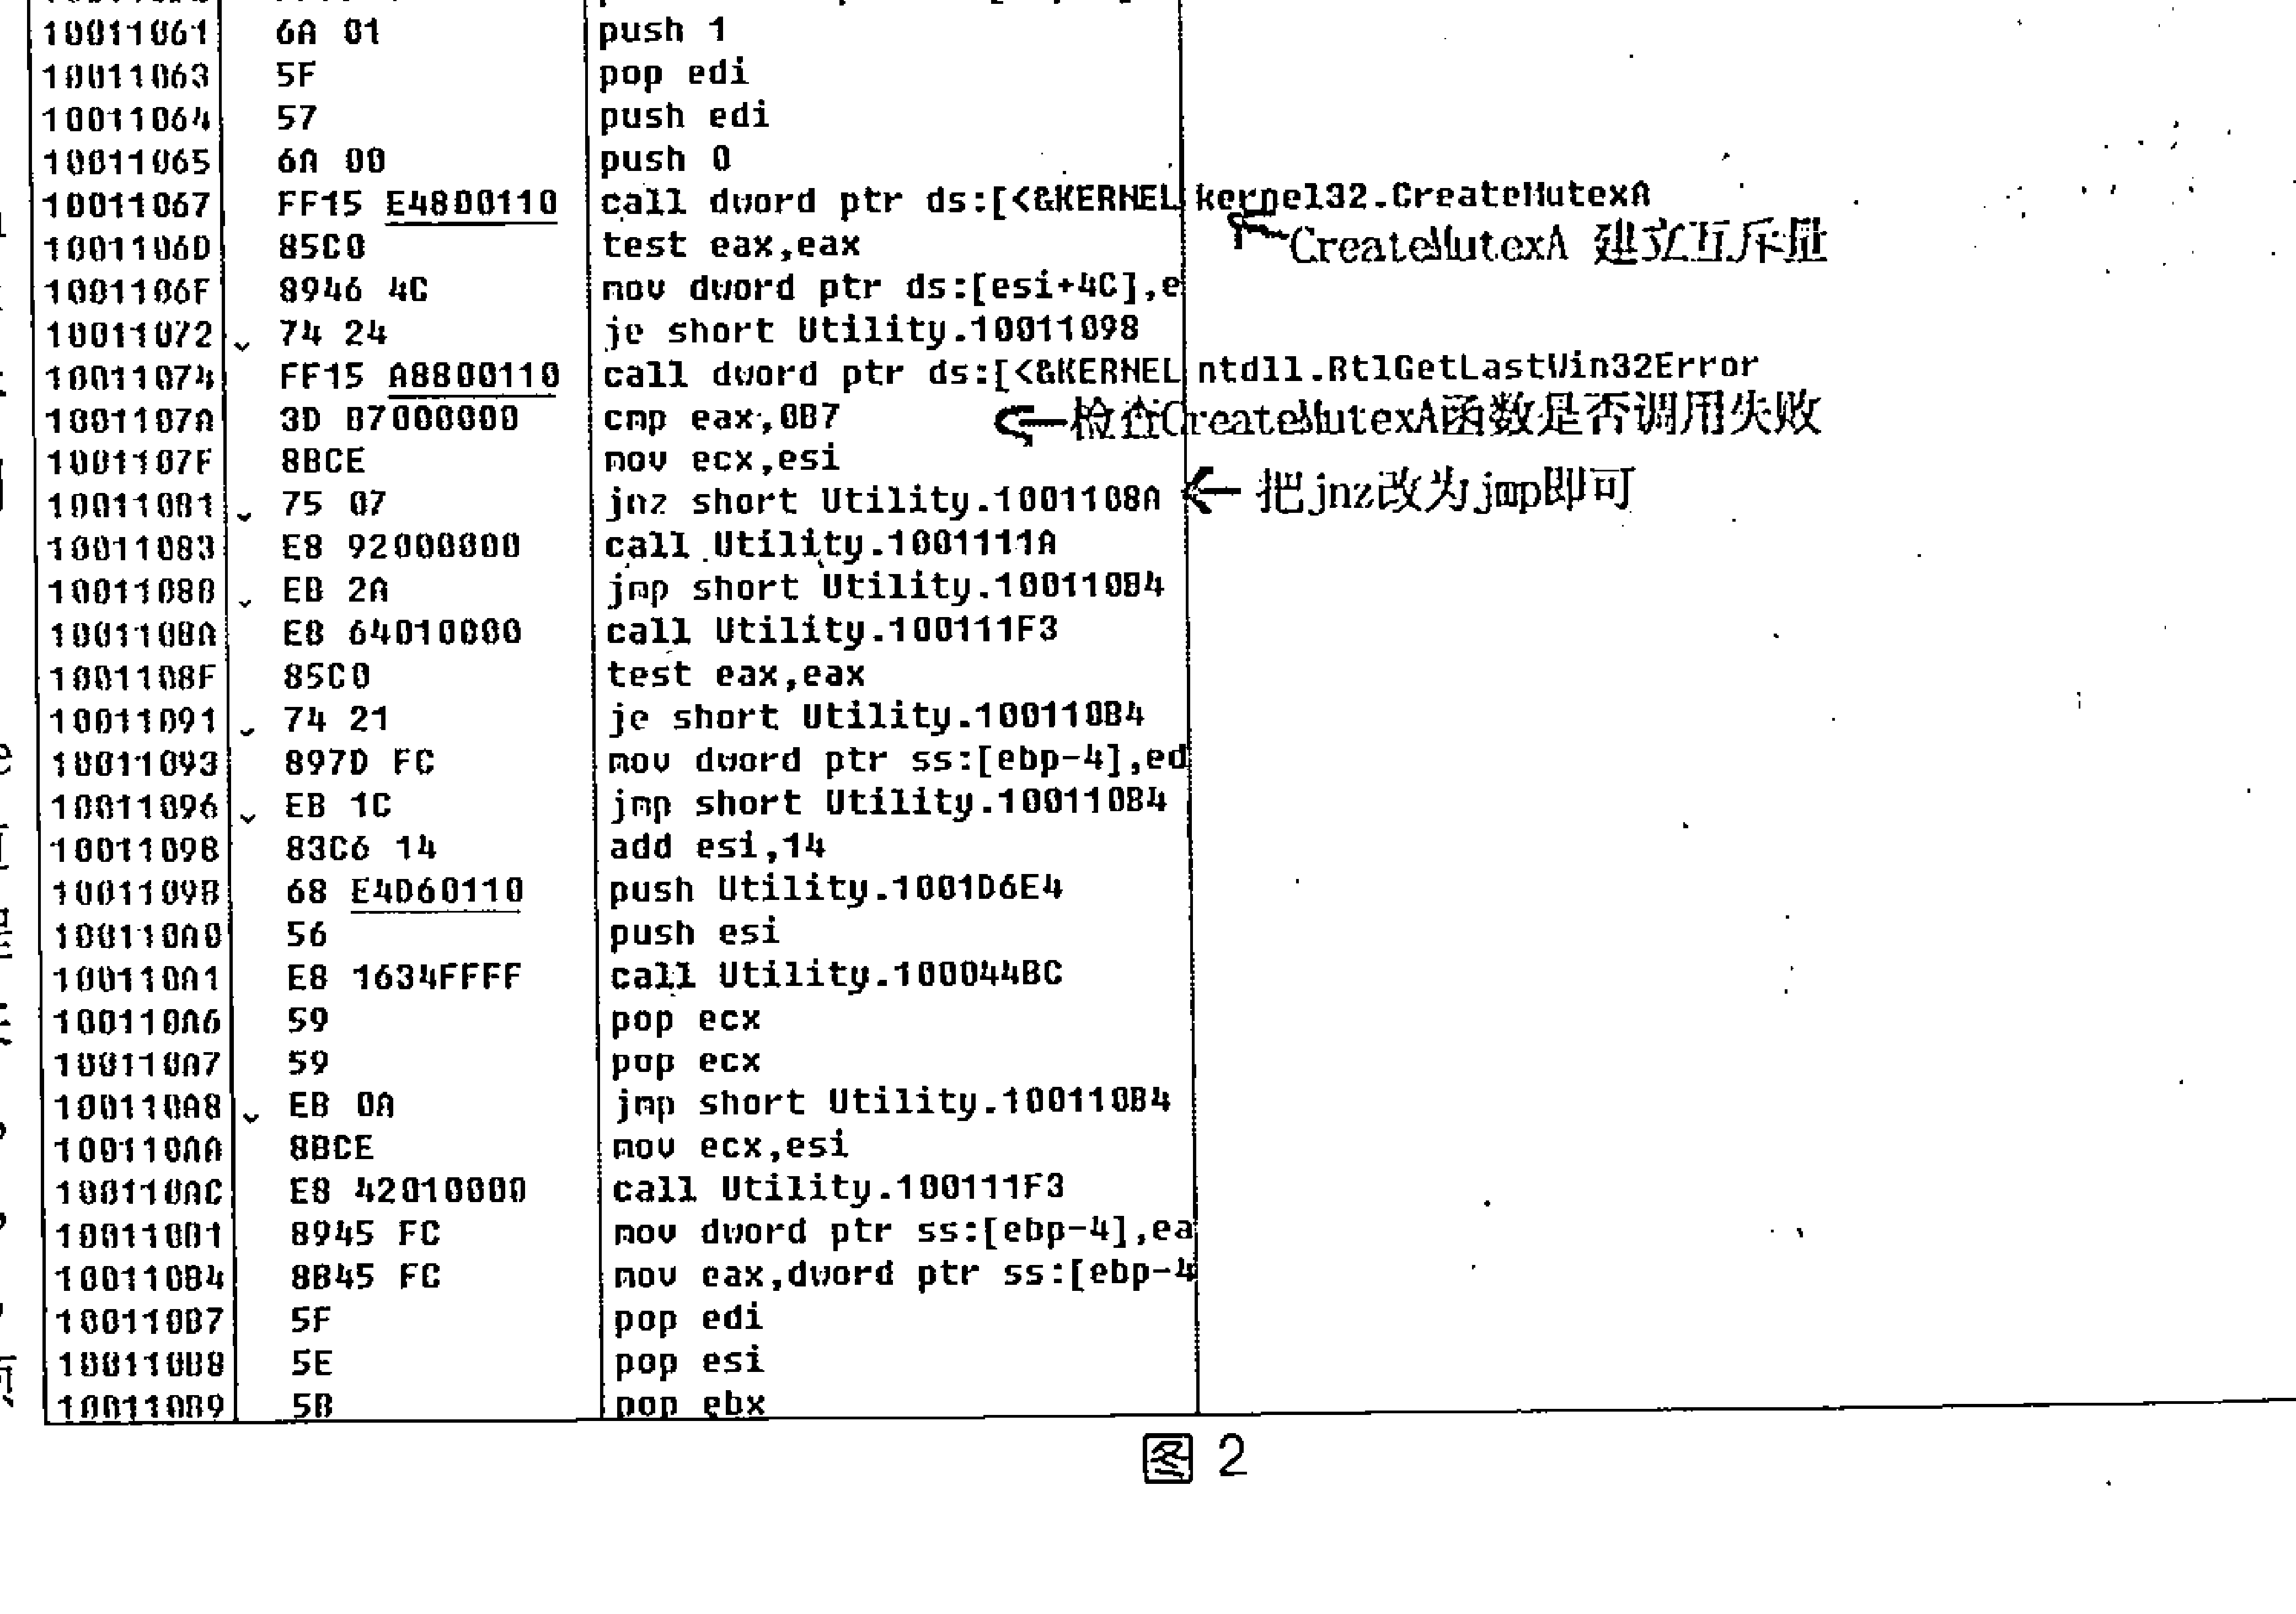 10011061 6A 01 push 1
10011063 5F pop edi
10011064 57 push edi
10011065 6A 00 push 0
10011067 FF15 E48D0110 call dword ptr ds:[<&KERNEL kernel32.CreateMutexA
CreateMutexA 建立互斥量
1001106D 85C0 test eax,eax
1001106F 8946 4C mov dword ptr ds:[esi+4C],e
10011072 74 24 je short Utility.10011098
10011074 FF15 A88D0110 call dword ptr ds:[<&KERNEL ntdll.RtlGetLastWin32Error
1001107A 3D B7000000 cmp eax,0B7 ←检查CreateMutexA函数是否调用失败
1001107F 8BCE mov ecx,esi
10011081 75 07 jnz short Utility.1001108A ← 把jnz改为jmp即可
10011083 E8 92000000 call Utility.1001111A
10011088 EB 2A jmp short Utility.100110B4
1001108A E8 64010000 call Utility.100111F3
1001108F 85C0 test eax,eax
10011091 74 21 je short Utility.100110B4
10011093 897D FC mov dword ptr ss:[ebp-4],ed
10011096 EB 1C jmp short Utility.100110B4
10011098 83C6 14 add esi,14
1001109B 68 E4D60110 push Utility.1001D6E4
100110A0 56 push esi
100110A1 E8 1634FFFF call Utility.100044BC
100110A6 59 pop ecx
100110A7 59 pop ecx
100110A8 EB 0A jmp short Utility.100110B4
100110AA 8BCE mov ecx,esi
100110AC E8 42010000 call Utility.100111F3
100110B1 8945 FC mov dword ptr ss:[ebp-4],ea
100110B4 8B45 FC mov eax,dword ptr ss:[ebp-4
100110B7 5F pop edi
100110B8 5E pop esi
100110B9 5B pop ebx
图 2